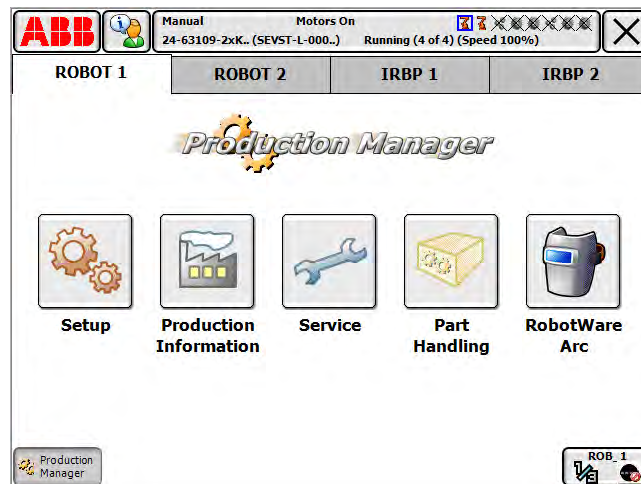 ABB
Manual Motors On
24-63109-2xK.. (SEVST-L-000..) Running (4 of 4) (Speed 100%)
ROBOT 1 ROBOT 2 IRBP 1 IRBP 2
Production Manager
Setup
Production
Information
Service
Part
Handling
RobotWare
Arc
Production
Manager
ROB_1
1/3